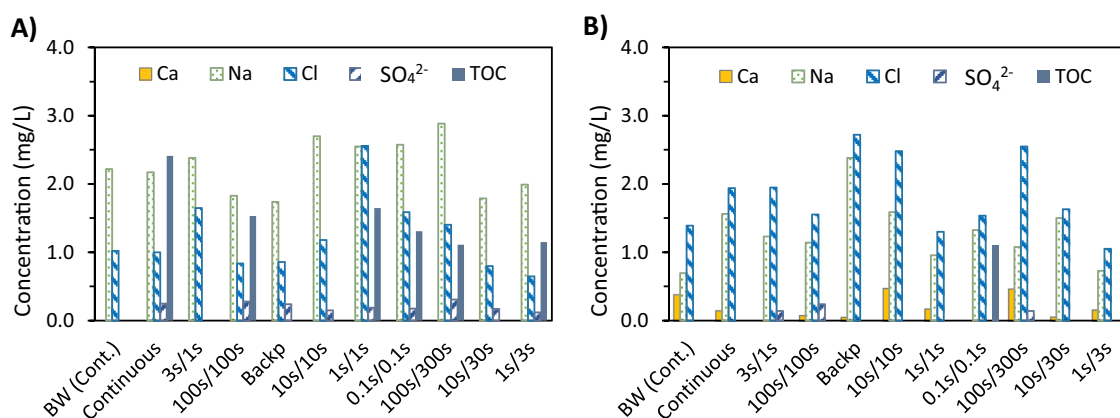 A)
Concentration (mg/L)
4.0
3.0
2.0
1.0
0.0
Ca Na Cl SO₄²⁻ TOC
BW (Cont.)
Continuous
3s/1s
100s/100s
Backp
10s/10s
1s/1s
0.1s/0.1s
100s/300s
10s/30s
1s/3s
B)
Concentration (mg/L)
4.0
3.0
2.0
1.0
0.0
Ca Na Cl SO₄²⁻ TOC
BW (Cont.)
Continuous
3s/1s
100s/100s
Backp
10s/10s
1s/1s
0.1s/0.1s
100s/300s
10s/30s
1s/3s